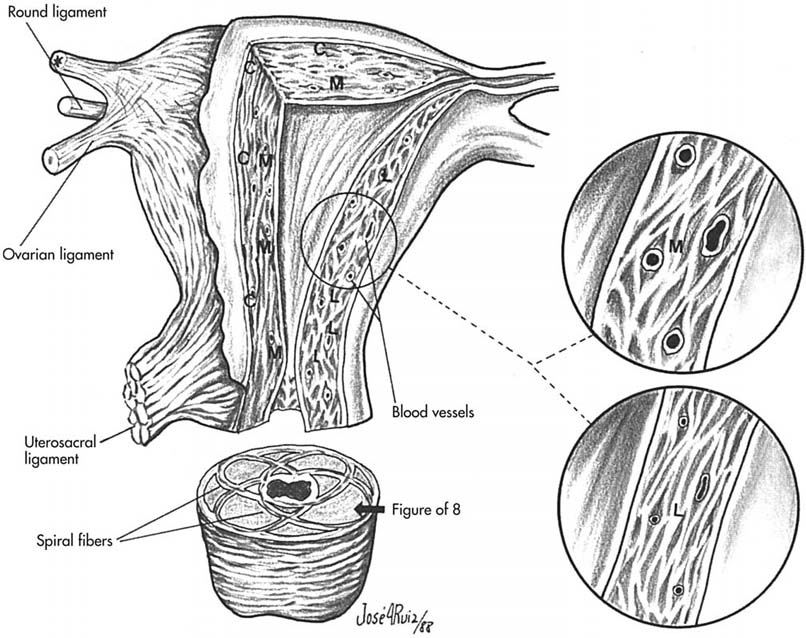 Round ligament
*
C
C
M
C
M
M
C
M
L
L
L
L
M
Ovarian ligament
Blood vessels
Uterosacral
ligament
L
Figure of 8
Spiral fibers
José A Ruiz/88